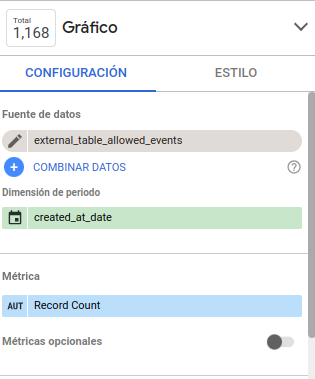 Total
1,168
Gráfico
CONFIGURACIÓN
ESTILO
Fuente de datos
external_table_allowed_events
COMBINAR DATOS
Dimensión de periodo
created_at_date
Métrica
AUT
Record Count
Métricas opcionales